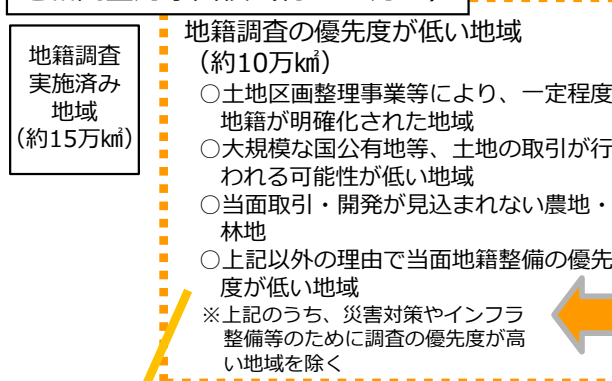 地籍調査
実施済み
地域
(約15万㎢)
地籍調査の優先度が低い地域
（約10万㎢）
○土地区画整理事業等により、一定程度
地籍が明確化された地域
○大規模な国公有地等、土地の取引が行
われる可能性が低い地域
○当面取引・開発が見込まれない農地・
林地
○上記以外の理由で当面地籍整備の優先
度が低い地域
※上記のうち、災害対策やインフラ
整備等のために調査の優先度が高
い地域を除く